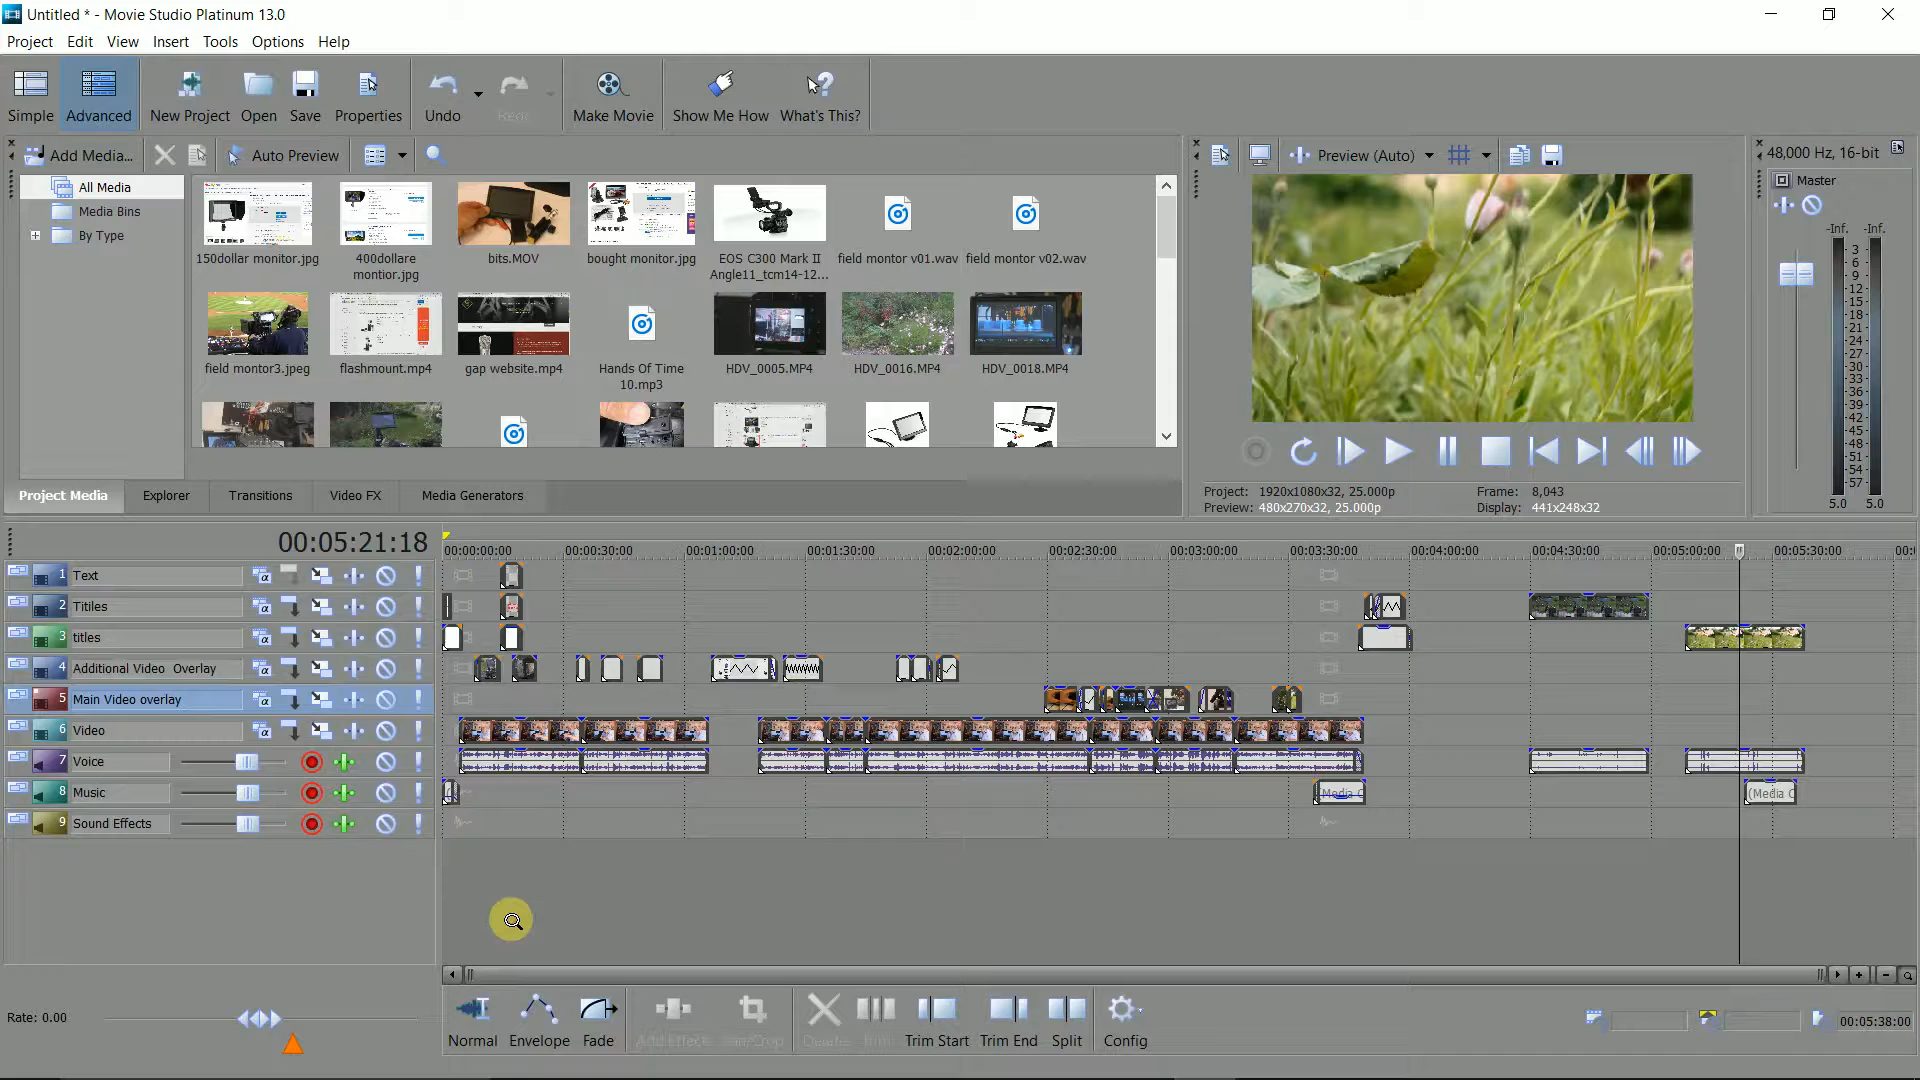 Untitled * - Movie Studio Platinum 13.0
Project Edit View Insert Tools Options Help
Simple Advanced New Project Open Save Properties Undo Redo Make Movie Show Me How What's This?
Add Media... Auto Preview
Preview (Auto)
48,000 Hz, 16-bit
All Media
Media Bins
By Type
Master
150dollar monitor.jpg
400dollare
montior.jpg
bits.MOV
bought monitor.jpg
EOS C300 Mark II
Angle11_tcm14-12...
field montor v01.wav
field montor v02.wav
field montor3.jpeg
flashmount.mp4
gap website.mp4
Hands Of Time
10.mp3
HDV_0005.MP4
HDV_0016.MP4
HDV_0018.MP4
-Inf. -Inf.
3
6
9
12
15
18
21
24
27
30
33
36
39
42
45
48
51
54
57
5.0 5.0
Project: 1920x1080x32, 25.000p Frame: 8,043
Preview: 480x270x32, 25.000p Display: 441x248x32
Project Media Explorer Transitions Video FX Media Generators
00:05:21:18
00:00:00:00 00:00:30:00 00:01:00:00 00:01:30:00 00:02:00:00 00:02:30:00 00:03:00:00 00:03:30:00 00:04:00:00 00:04:30:00 00:05:00:00 00:05:30:00
1 Text
2 Titiles
3 titles
4 Additional Video Overlay
5 Main Video overlay
6 Video
7 Voice
8 Music
(Media O
9 Sound Effects
Rate: 0.00
Normal Envelope Fade Add Effects Pan/Crop Delete Trim Trim Start Trim End Split Config
00:05:38:00